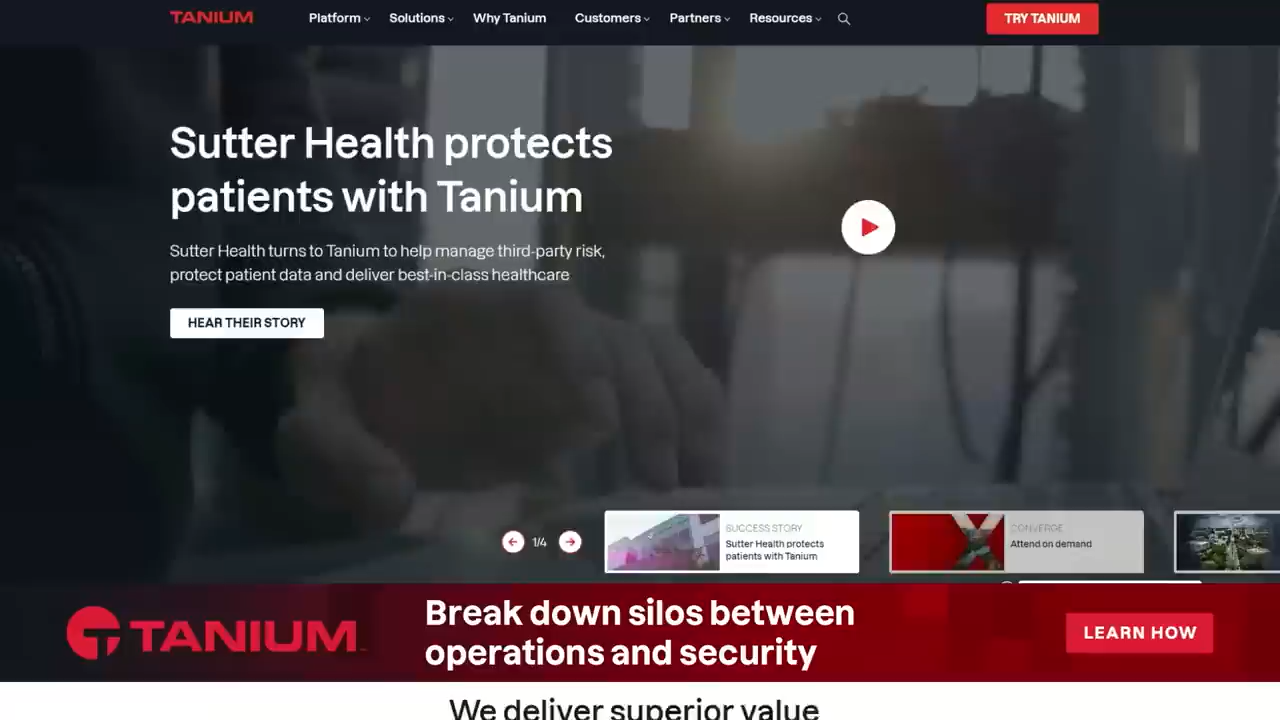 TANIUM
Platform
Solutions
Why Tanium
Customers
Partners
Resources
TRY TANIUM
Sutter Health protects
patients with Tanium
Sutter Health turns to Tanium to help manage third-party risk,
protect patient data and deliver best-in-class healthcare
HEAR THEIR STORY
1/4
SUCCESS STORY
Sutter Health protects
patients with Tanium
CONVERGE
Attend on demand
TANIUM
Break down silos between
operations and security
LEARN HOW
We deliver superior value